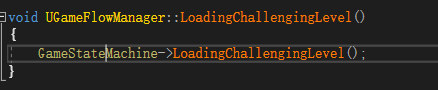 void UGameFlowManager::LoadingChallengingLevel()
{
    GameStateMachine->LoadingChallengingLevel();
}